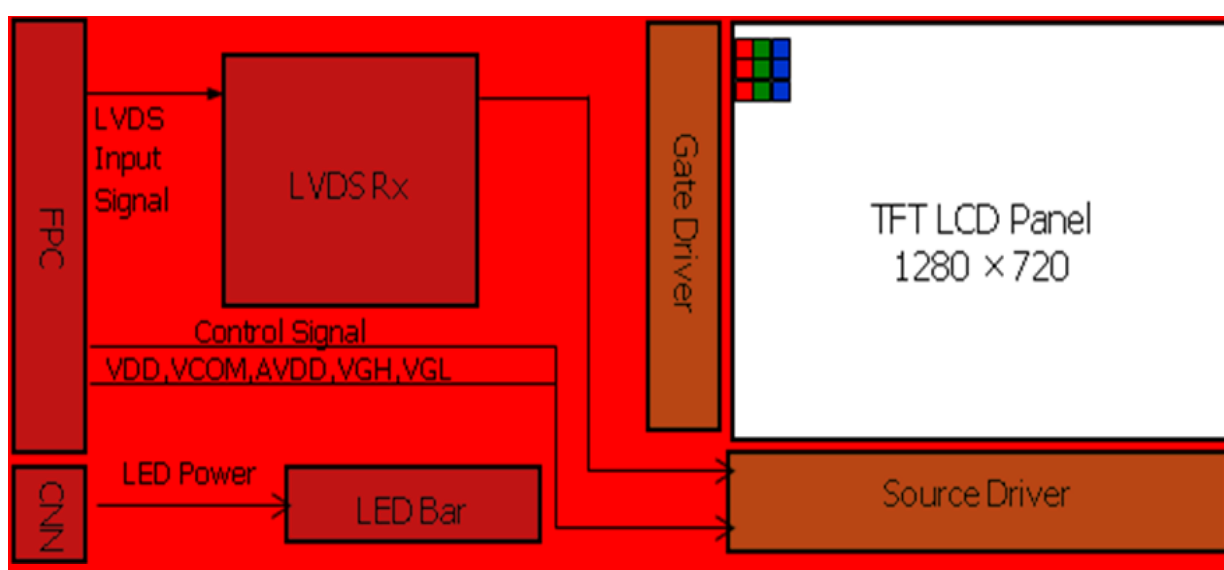 FPC
LVDS
Input
Signal
LVDS Rx
Gate Driver
TFT LCD Panel
1280 × 720
Control Signal
VDD,VCOM,AVDD,VGH,VGL
CNN
LED Power
LED Bar
Source Driver